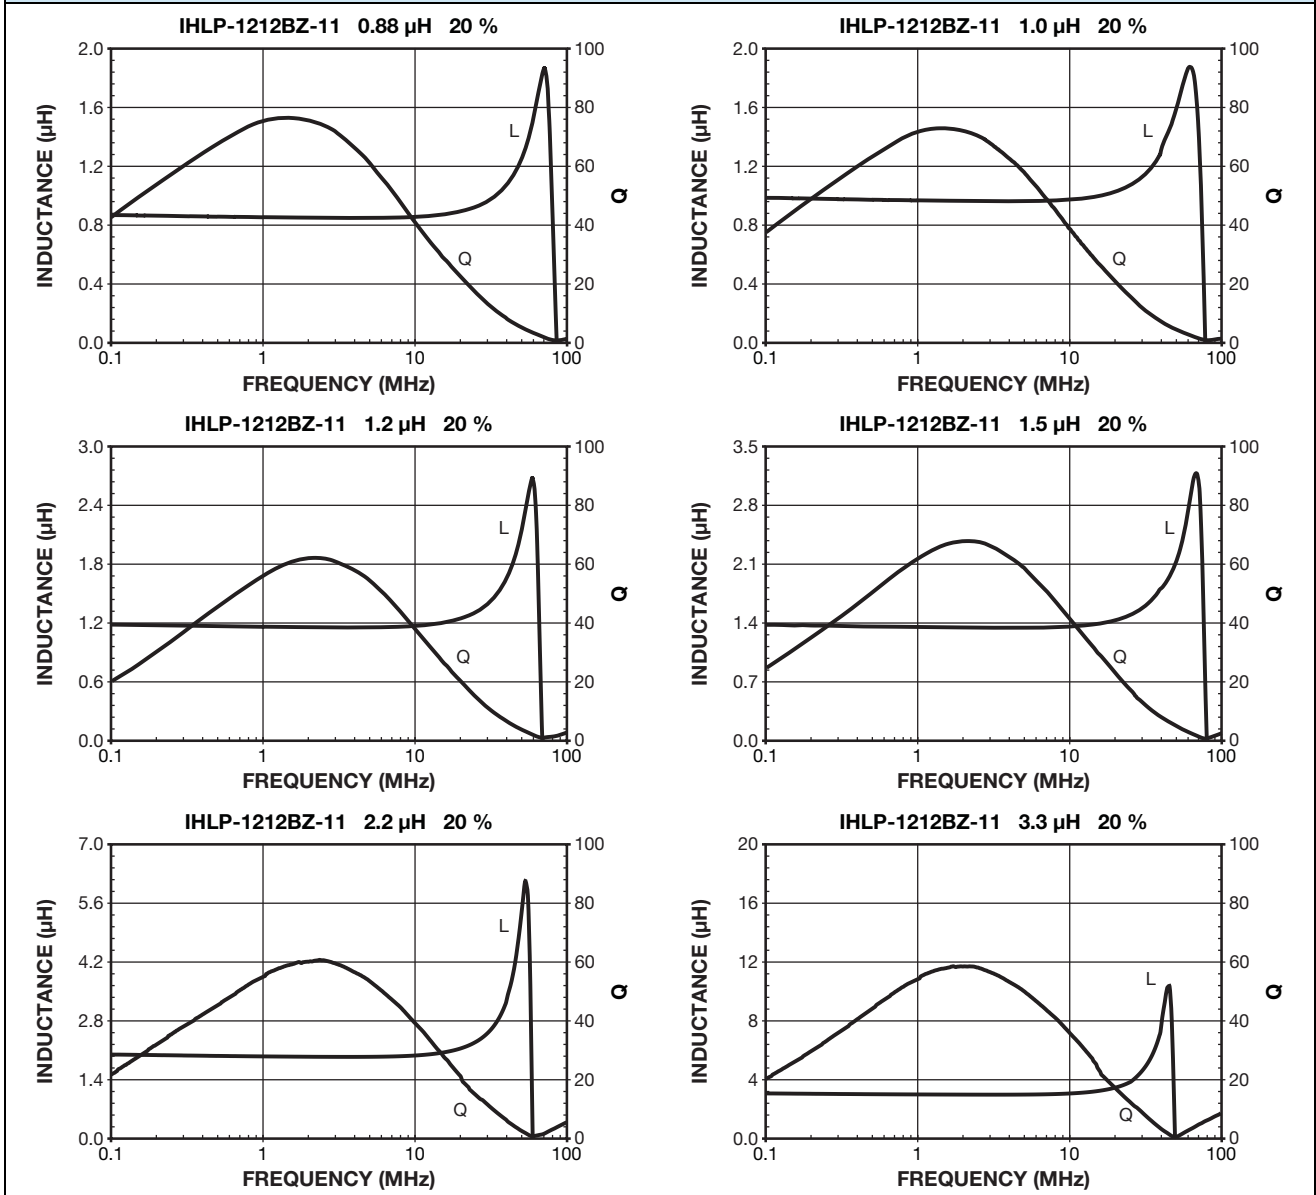 IHLP-1212BZ-11 0.88 µH 20 %
INDUCTANCE (µH)
2.0
1.6
1.2
0.8
0.4
0.0
100
80
60
40
20
0
Q
L
Q
0.1 1 10 100
FREQUENCY (MHz)
IHLP-1212BZ-11 1.0 µH 20 %
INDUCTANCE (µH)
2.0
1.6
1.2
0.8
0.4
0.0
100
80
60
40
20
0
Q
L
Q
0.1 1 10 100
FREQUENCY (MHz)
IHLP-1212BZ-11 1.2 µH 20 %
INDUCTANCE (µH)
3.0
2.4
1.8
1.2
0.6
0.0
100
80
60
40
20
0
Q
L
Q
0.1 1 10 100
FREQUENCY (MHz)
IHLP-1212BZ-11 1.5 µH 20 %
INDUCTANCE (µH)
3.5
2.8
2.1
1.4
0.7
0.0
100
80
60
40
20
0
Q
L
Q
0.1 1 10 100
FREQUENCY (MHz)
IHLP-1212BZ-11 2.2 µH 20 %
INDUCTANCE (µH)
7.0
5.6
4.2
2.8
1.4
0.0
100
80
60
40
20
0
Q
L
Q
0.1 1 10 100
FREQUENCY (MHz)
IHLP-1212BZ-11 3.3 µH 20 %
INDUCTANCE (µH)
20
16
12
8
4
0.0
100
80
60
40
20
0
Q
L
Q
0.1 1 10 100
FREQUENCY (MHz)